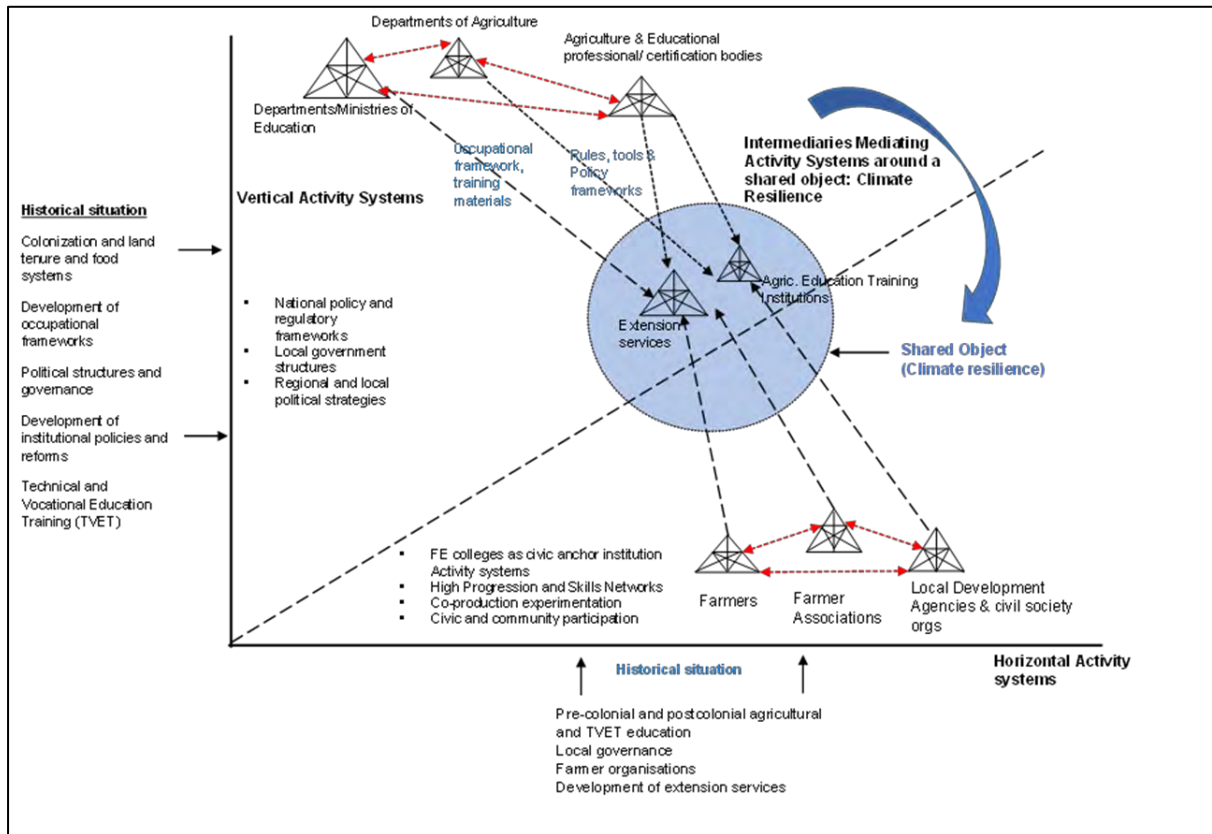 Departments of Agriculture
Agriculture & Educational
professional/ certification bodies
Departments/Ministries of
Education
Occupational
framework,
training
materials
Rules, tools &
Policy
frameworks
Intermediaries Mediating
Activity Systems around a
shared object: Climate
Resilience
Vertical Activity Systems
Historical situation
Colonization and land
tenure and food
systems
Development of
occupational
frameworks
Political structures and
governance
Development of
institutional policies and
reforms
Technical and
Vocational Education
Training (TVET)
▪ National policy and
regulatory
frameworks
▪ Local government
structures
▪ Regional and local
political strategies
Agric. Education Training
Institutions
Extension
services
Shared Object
(Climate resilience)
▪ FE colleges as civic anchor institution
Activity systems
▪ High Progression and Skills Networks
▪ Co-production experimentation
▪ Civic and community participation
Farmers
Farmer
Associations
Local Development
Agencies & civil society
orgs
Horizontal Activity
systems
Historical situation
Pre-colonial and postcolonial agricultural
and TVET education
Local governance
Farmer organisations
Development of extension services